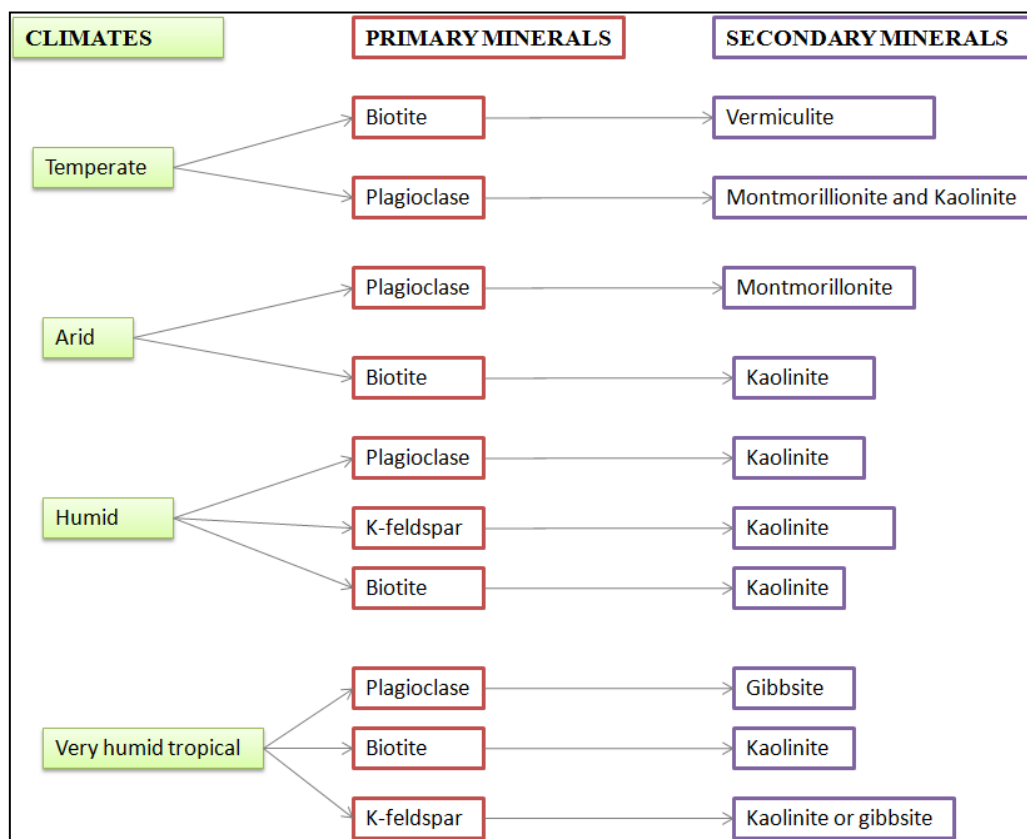 CLIMATES
PRIMARY MINERALS
SECONDARY MINERALS
Temperate
Biotite
Vermiculite
Plagioclase
Montmorillionite and Kaolinite
Arid
Plagioclase
Montmorillonite
Biotite
Kaolinite
Humid
Plagioclase
Kaolinite
K-feldspar
Kaolinite
Biotite
Kaolinite
Very humid tropical
Plagioclase
Gibbsite
Biotite
Kaolinite
K-feldspar
Kaolinite or gibbsite